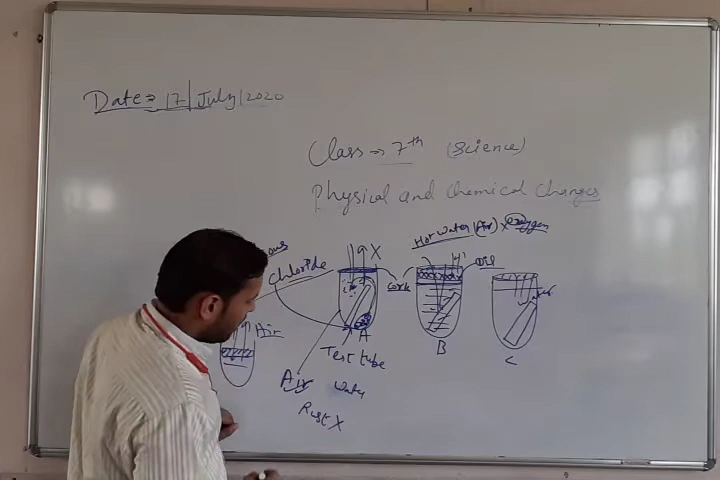 Date => 17/July/2020
Class => 7th (Science)
Physical and Chemical Changes
Hot Water (Air) X oxygen
Chloride
X
oil
Cork
Water
Air
A
B
C
Test tube
Air
Water
Rust X